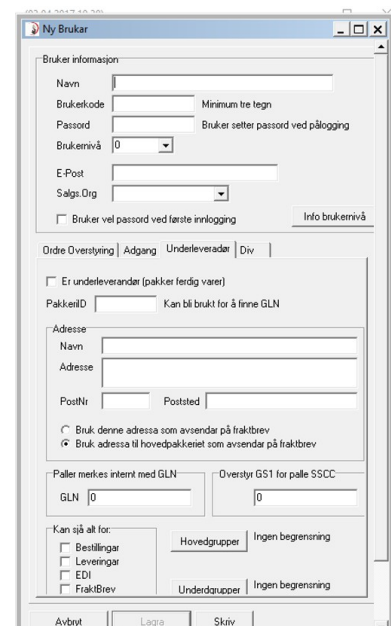 Ny Brukar
Bruker informasjon
Navn
Brukerkode
Minimum tre tegn
Passord
Bruker setter passord ved pålogging
Brukernivå 0
E-Post
Salgs.Org
Bruker vel passord ved første innlogging
Info brukernivå
Ordre Overstyring Adgang Underleveradør Div
Er underleverandør (pakker ferdig varer)
PakkeriID
Kan bli brukt for å finne GLN
Adresse
Navn
Adresse
PostNr Poststed
Bruk denne adressa som avsendar på fraktbrev
Bruk adressa til hovedpakkeriet som avsendar på fraktbrev
Paller merkes internt med GLN
GLN 0
Overstyr GS1 for palle SSCC
0
Kan sjå alt for:
Bestillingar
Leveringar
EDI
FraktBrev
Hovedgrupper Ingen begrensning
Underdgrupper Ingen begrensning
Avbryt Lagra Skriv